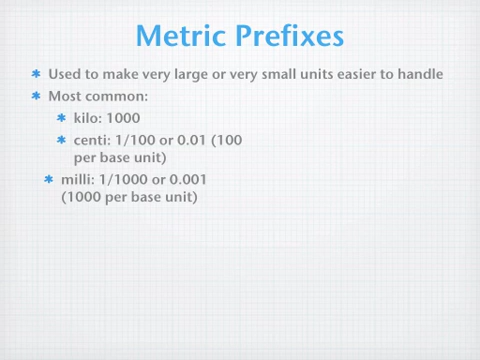 Metric Prefixes
Used to make very large or very small units easier to handle
Most common:
kilo: 1000
centi: 1/100 or 0.01 (100
per base unit)
milli: 1/1000 or 0.001
(1000 per base unit)